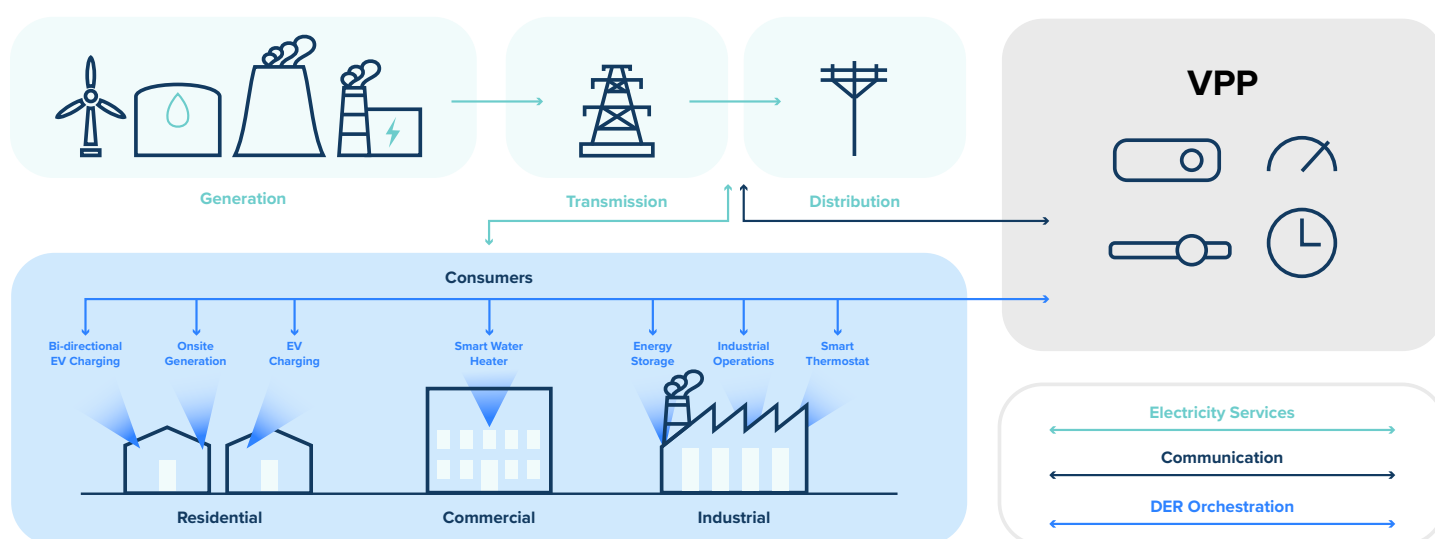 VPP
Generation
Transmission
Distribution
Consumers
Bi-directional
EV Charging
Onsite
Generation
EV
Charging
Smart Water
Heater
Energy
Storage
Industrial
Operations
Smart
Thermostat
Residential
Commercial
Industrial
Electricity Services
Communication
DER Orchestration